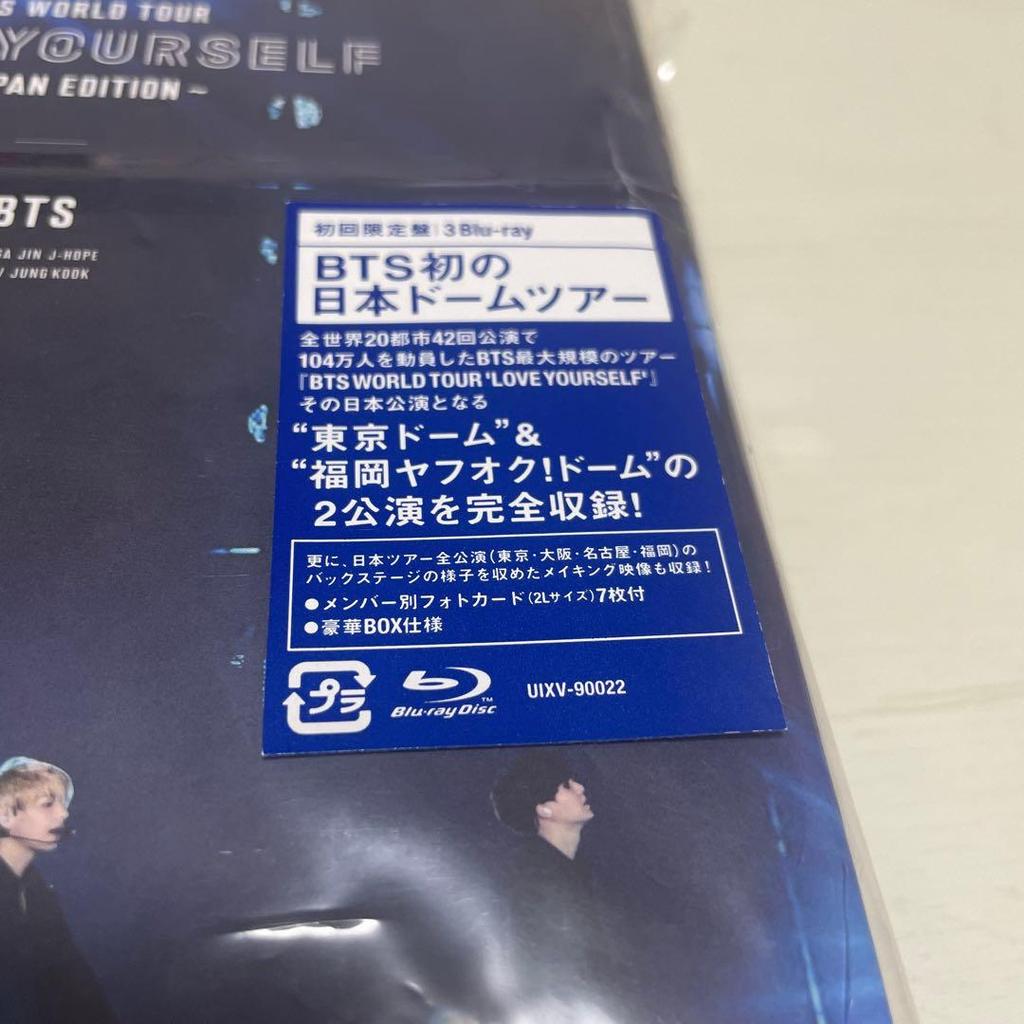 S WORLD TOUR
YOURSELF
PAN EDITION ~
BTS
GA JIN J-HOPE
V JUNG KOOK
初回限定盤 | 3 Blu-ray
BTS初の
日本ドームツアー
全世界20都市42回公演で
104万人を動員したBTS最大規模のツアー
『BTS WORLD TOUR 'LOVE YOURSELF'』
その日本公演となる
“東京ドーム”&
“福岡ヤフオク!ドーム”の
2公演を完全収録!
更に、日本ツアー全公演(東京・大阪・名古屋・福岡)の
バックステージの様子を収めたメイキング映像も収録!
●メンバー別フォトカード(2Lサイズ)7枚付
●豪華BOX仕様
プラ
Blu-ray Disc™
UIXV-90022